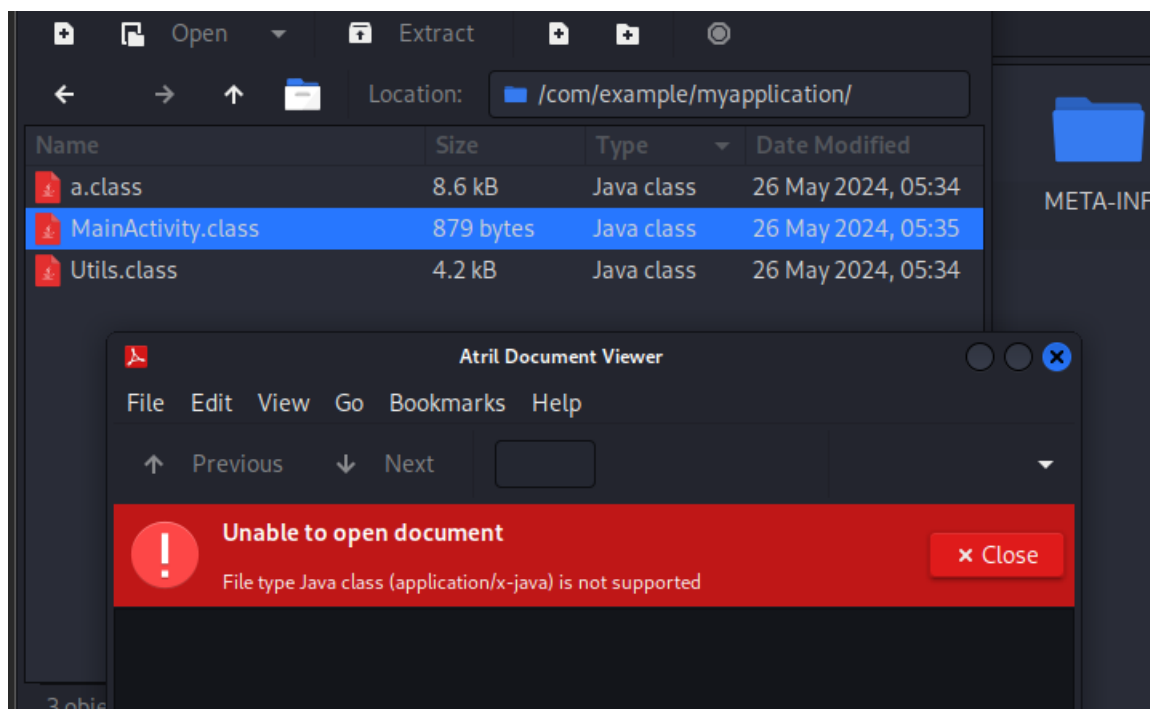 Open Extract
Location: /com/example/myapplication/
Name Size Type Date Modified
a.class 8.6 kB Java class 26 May 2024, 05:34
META-INF
MainActivity.class 879 bytes Java class 26 May 2024, 05:35
Utils.class 4.2 kB Java class 26 May 2024, 05:34
Atril Document Viewer
File Edit View Go Bookmarks Help
Previous Next
Unable to open document
× Close
File type Java class (application/x-java) is not supported
3 obje